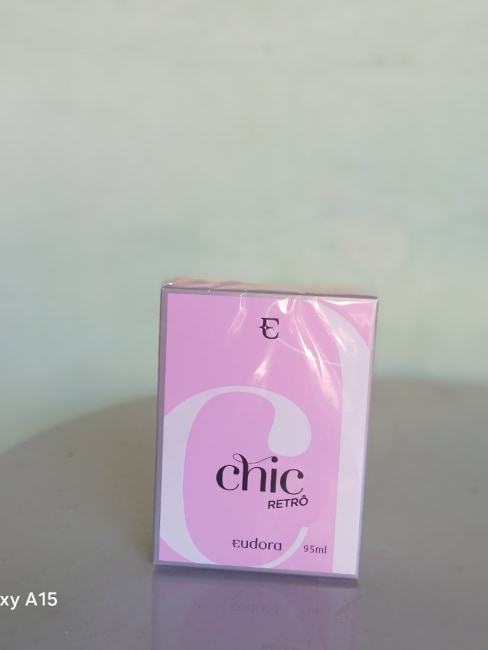 E
chic
RETRÔ
eudora 95ml
xy A15